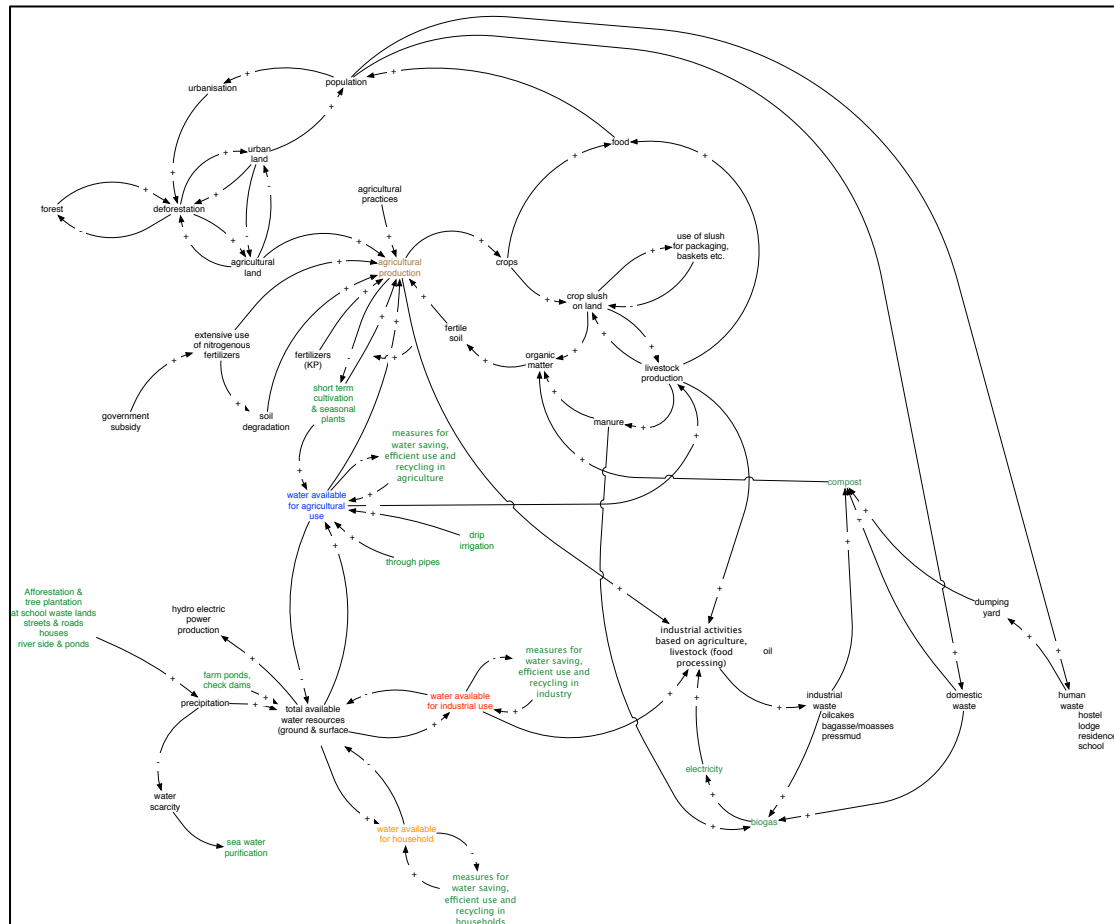 population
urbanisation
food
urban
land
agricultural
practices
forest
deforestation
use of slush
for packaging,
baskets etc.
agricultural
land
agricultural
production
crops
crop slush
on land
extensive use
of nitrogenous
fertilizers
fertilizers
(KP)
fertile
soil
organic
matter
livestock
production
short term
cultivation
& seasonal
plants
government
subsidy
soil
degradation
manure
measures for
water saving,
efficient use and
recycling in
agriculture
water available
for agricultural
use
compost
drip
irrigation
through pipes
Afforestation &
tree plantation
at school waste lands
streets & roads
houses
river side & ponds
hydro electric
power
production
dumping
yard
industrial activities
based on agriculture,
livestock (food
processing)
oil
measures for
water saving,
efficient use and
recycling in
industry
farm ponds,
check dams
precipitation
total available
water resources
(ground & surface
water available
for industrial use
industrial
waste
oilcakes
bagasse/moasses
pressmud
domestic
waste
human
waste
hostel
lodge
residence
school
electricity
water
scarcity
biogas
water available
for household
sea water
purification
measures for
water saving,
efficient use and
recycling in
households